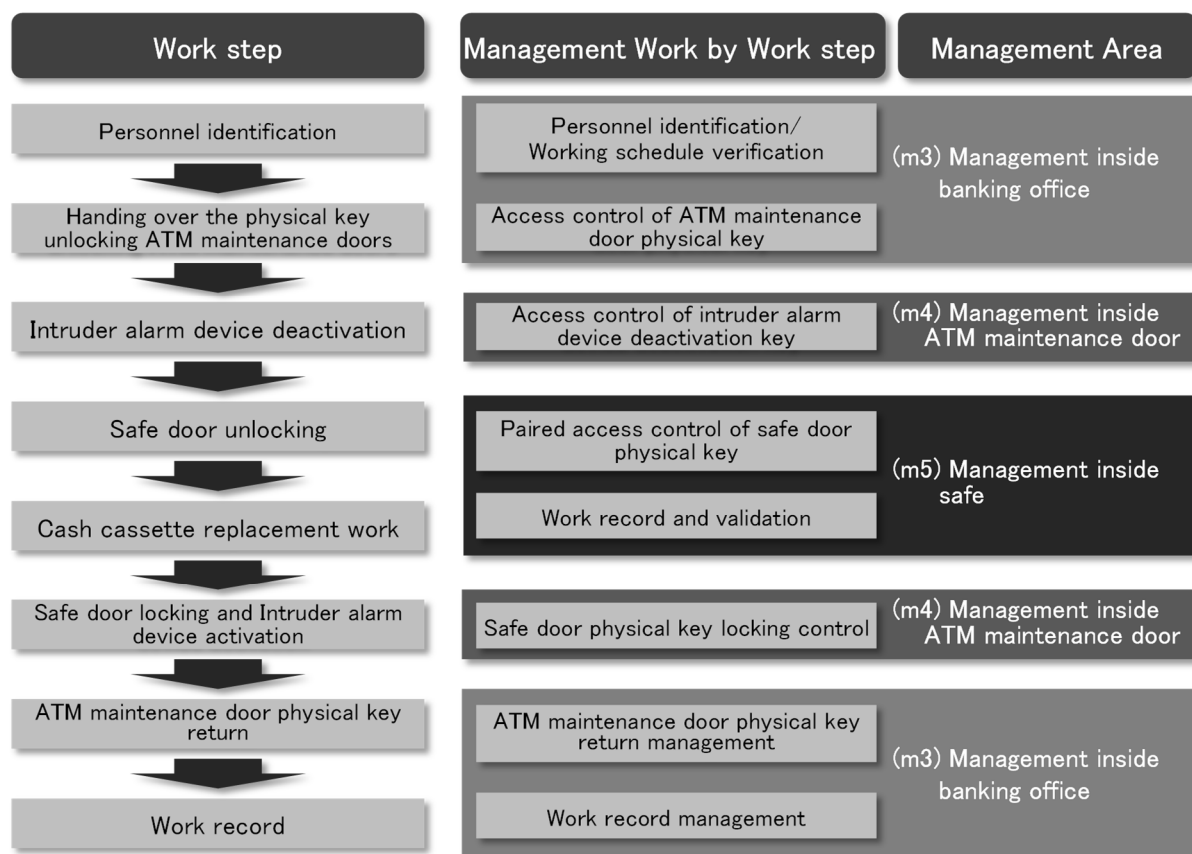 Work step
Management Work by Work step
Management Area
Personnel identification
Personnel identification/
Working schedule verification
(m3) Management inside
banking office
Handing over the physical key
unlocking ATM maintenance doors
Access control of ATM maintenance
door physical key
Intruder alarm device deactivation
Access control of intruder alarm
device deactivation key
(m4) Management inside
ATM maintenance door
Safe door unlocking
Paired access control of safe door
physical key
(m5) Management inside
safe
Cash cassette replacement work
Work record and validation
Safe door locking and Intruder alarm
device activation
Safe door physical key locking control
(m4) Management inside
ATM maintenance door
ATM maintenance door physical key
return
ATM maintenance door physical key
return management
(m3) Management inside
banking office
Work record
Work record management